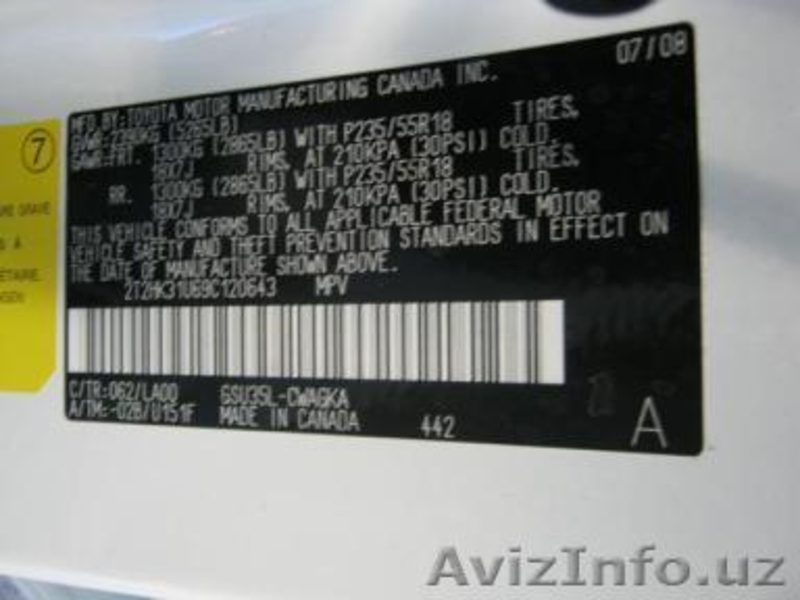 07/08
MFD BY: TOYOTA MOTOR MANUFACTURING CANADA INC.
GVWR 2390KG (5265LB)
GAWR-FRT. 1300KG (2865LB) WITH P235/55R18 TIRES.
18X7J RIMS. AT 210KPA (30PSI) COLD.
RR. 1300KG (2865LB) WITH P235/55R18 TIRES.
18X7J RIMS. AT 210KPA (30PSI) COLD.
THIS VEHICLE CONFORMS TO ALL APPLICABLE FEDERAL MOTOR
VEHICLE SAFETY AND THEFT PREVENTION STANDARDS IN EFFECT ON
THE DATE OF MANUFACTURE SHOWN ABOVE.
2T2HK31U69C120643 MPV
C/TR: 062/LA00 GSU35L-CWAGKA
A/TM: -02B/U151F MADE IN CANADA 442
A
7
GRAVE
À
AvizInfo.uz